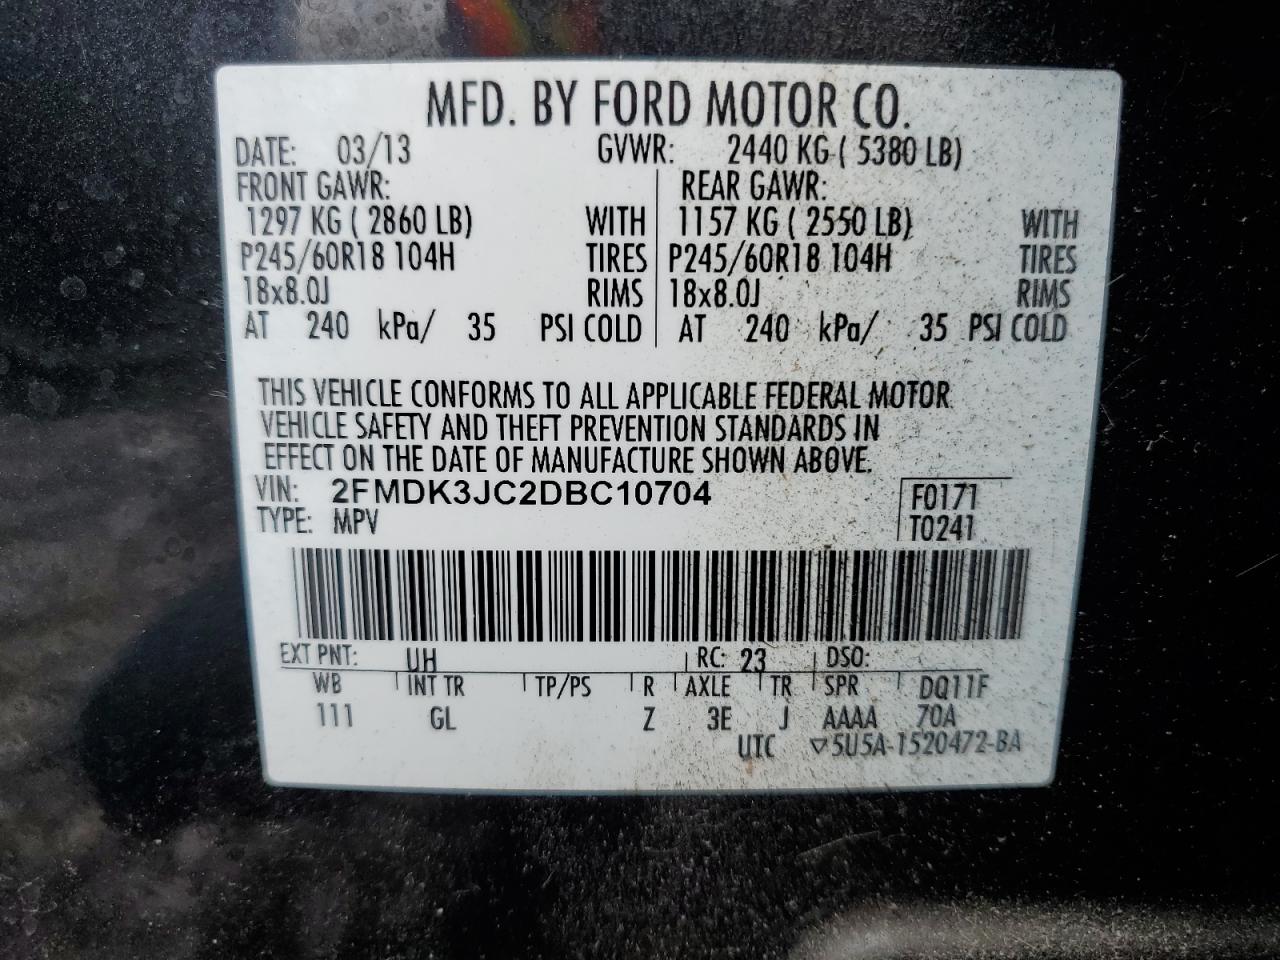 MFD. BY FORD MOTOR CO.
DATE: 03/13 GVWR: 2440 KG ( 5380 LB)
FRONT GAWR: REAR GAWR:
1297 KG ( 2860 LB) WITH 1157 KG ( 2550 LB) WITH
P245/60R18 104H TIRES P245/60R18 104H TIRES
18x8.0J RIMS 18x8.0J RIMS
AT 240 kPa/ 35 PSI COLD AT 240 kPa/ 35 PSI COLD
THIS VEHICLE CONFORMS TO ALL APPLICABLE FEDERAL MOTOR
VEHICLE SAFETY AND THEFT PREVENTION STANDARDS IN
EFFECT ON THE DATE OF MANUFACTURE SHOWN ABOVE.
VIN: 2FMDK3JC2DBC10704 F0171
TYPE: MPV T0241
EXT PNT: UH RC: 23 DSO:
WB INT TR TP/PS R AXLE TR SPR DQ11F
111 GL Z 3E J AAAA 70A
UTC ▽5U5A-1520472-BA